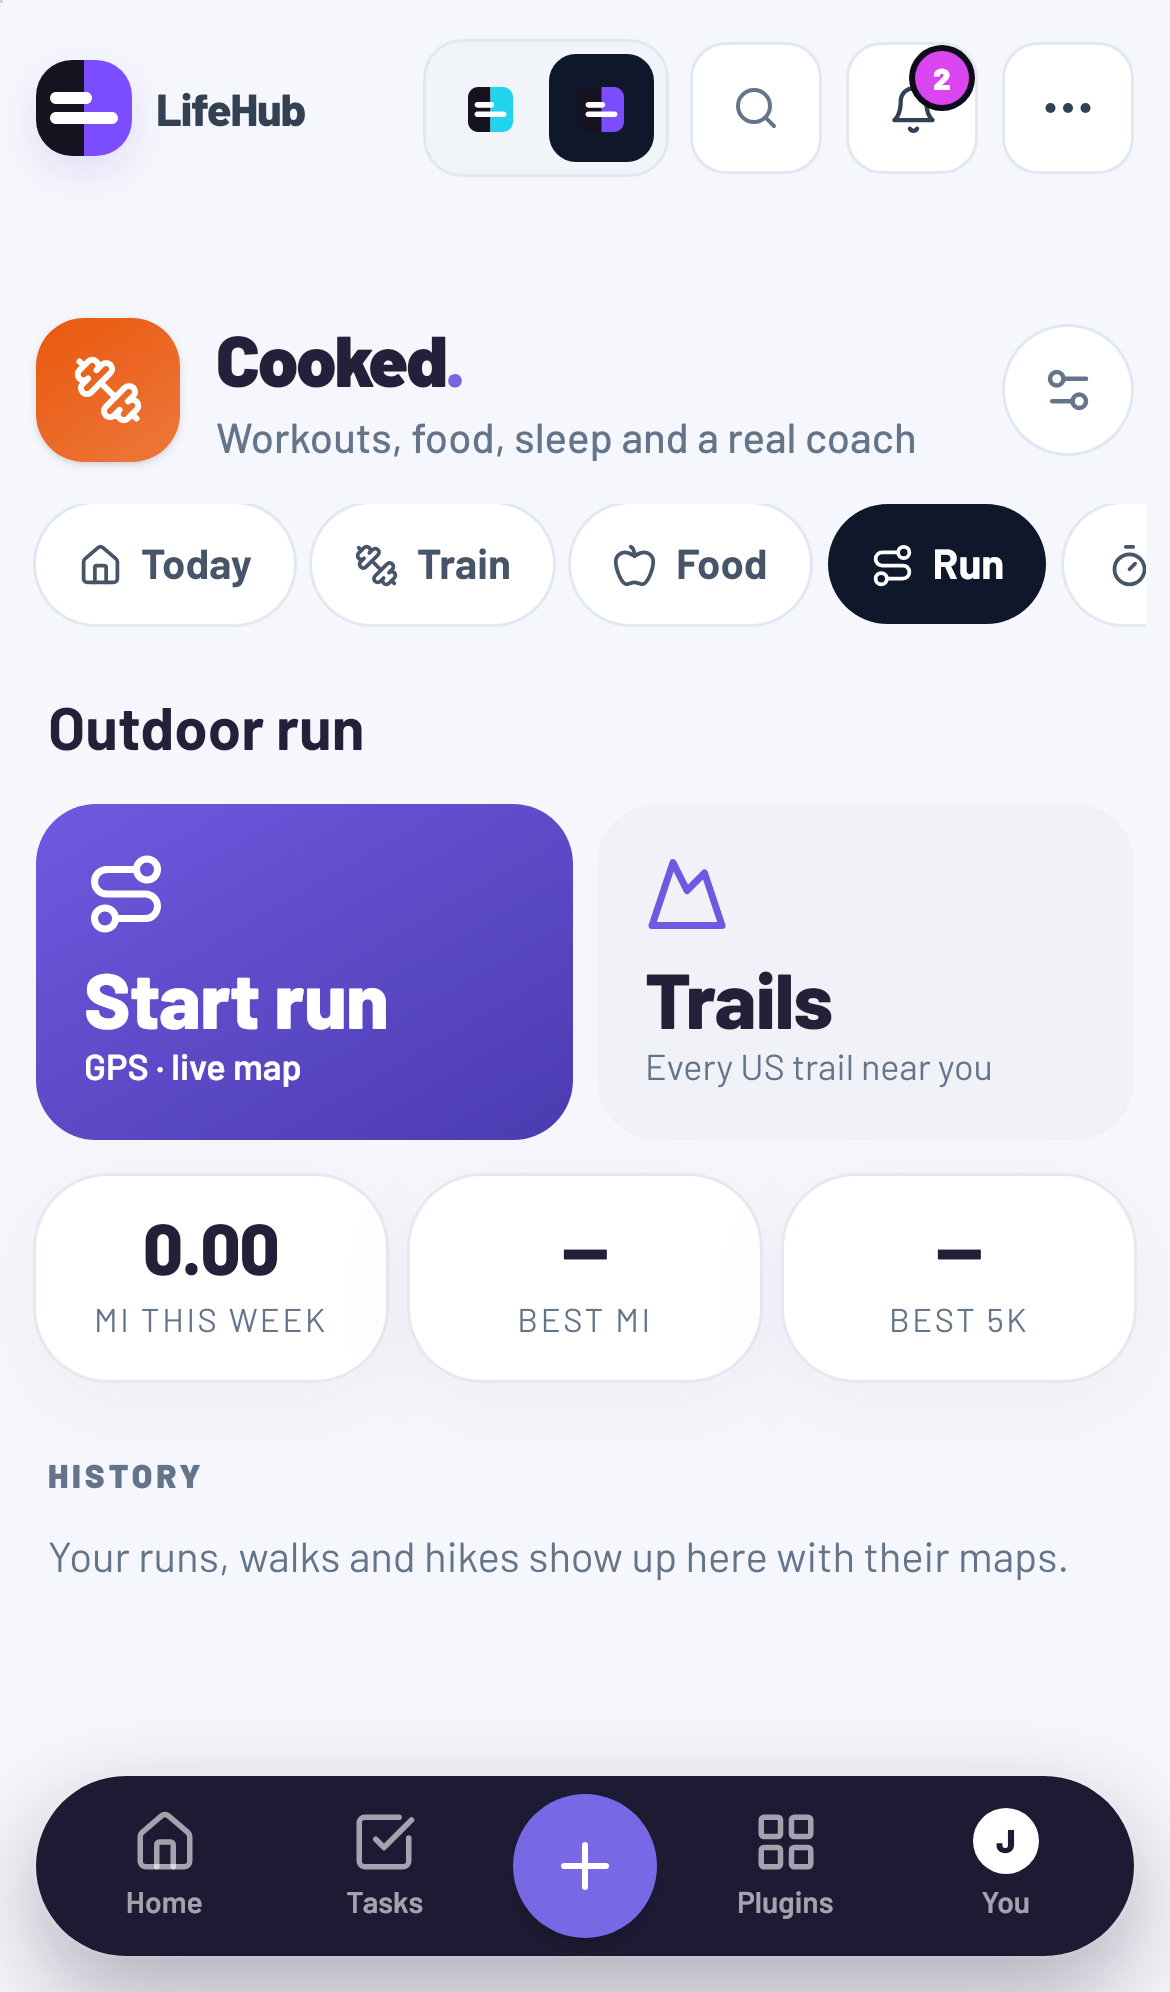 LifeHub
2
Cooked.
Workouts, food, sleep and a real coach
Today
Train
Food
Run
Outdoor run
Start run
GPS · live map
Trails
Every US trail near you
0.00
MI THIS WEEK
–
BEST MI
–
BEST 5K
HISTORY
Your runs, walks and hikes show up here with their maps.
Home
Tasks
Plugins
J
You